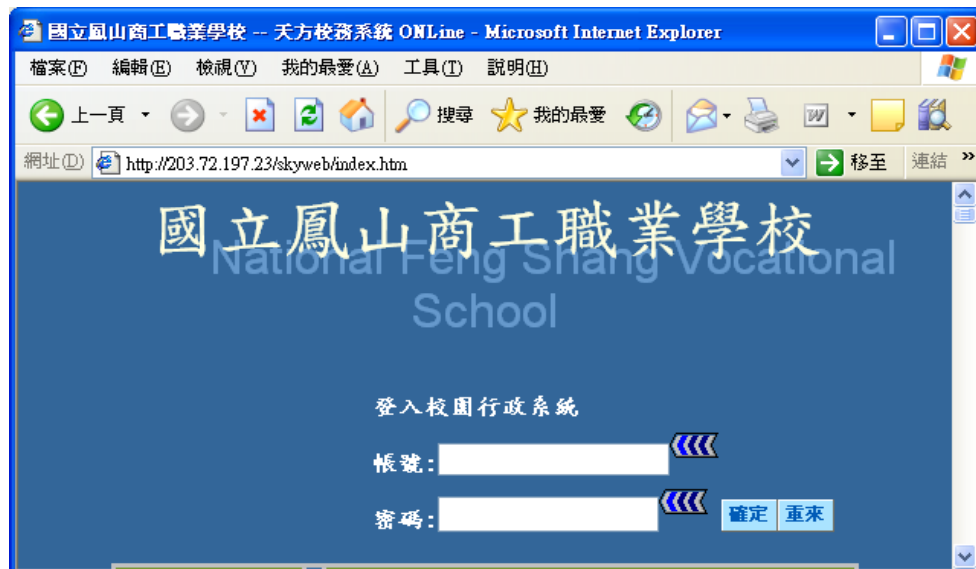 國立鳳山商工職業學校 -- 天方校務系統 ONLine - Microsoft Internet Explorer
檔案(F) 編輯(E) 檢視(V) 我的最愛(A) 工具(T) 說明(H)
上一頁 搜尋 我的最愛
網址(D) http://203.72.197.23/skyweb/index.htm 移至 連結 »
國立鳳山商工職業學校
National Feng Shang Vocational
School
登入校園行政系統
帳號:
密碼: 確定 重來